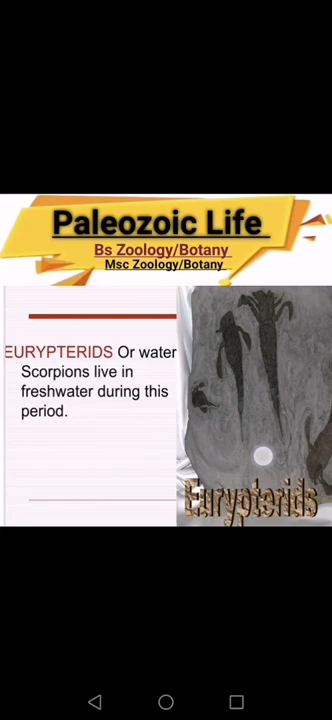 Paleozoic Life
Bs Zoology/Botany
Msc Zoology/Botany
EURYPTERIDS Or water
Scorpions live in
freshwater during this
period.
Eurypterids